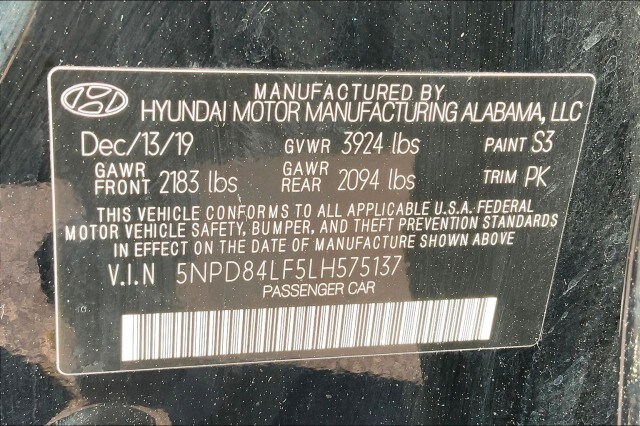 MANUFACTURED BY
HYUNDAI MOTOR MANUFACTURING ALABAMA, LLC
Dec/13/19 GVWR 3924 lbs PAINT S3
GAWR FRONT 2183 lbs GAWR REAR 2094 lbs TRIM PK
THIS VEHICLE CONFORMS TO ALL APPLICABLE U.S.A. FEDERAL
MOTOR VEHICLE SAFETY, BUMPER, AND THEFT PREVENTION STANDARDS
IN EFFECT ON THE DATE OF MANUFACTURE SHOWN ABOVE
V.I.N 5NPD84LF5LH575137
PASSENGER CAR